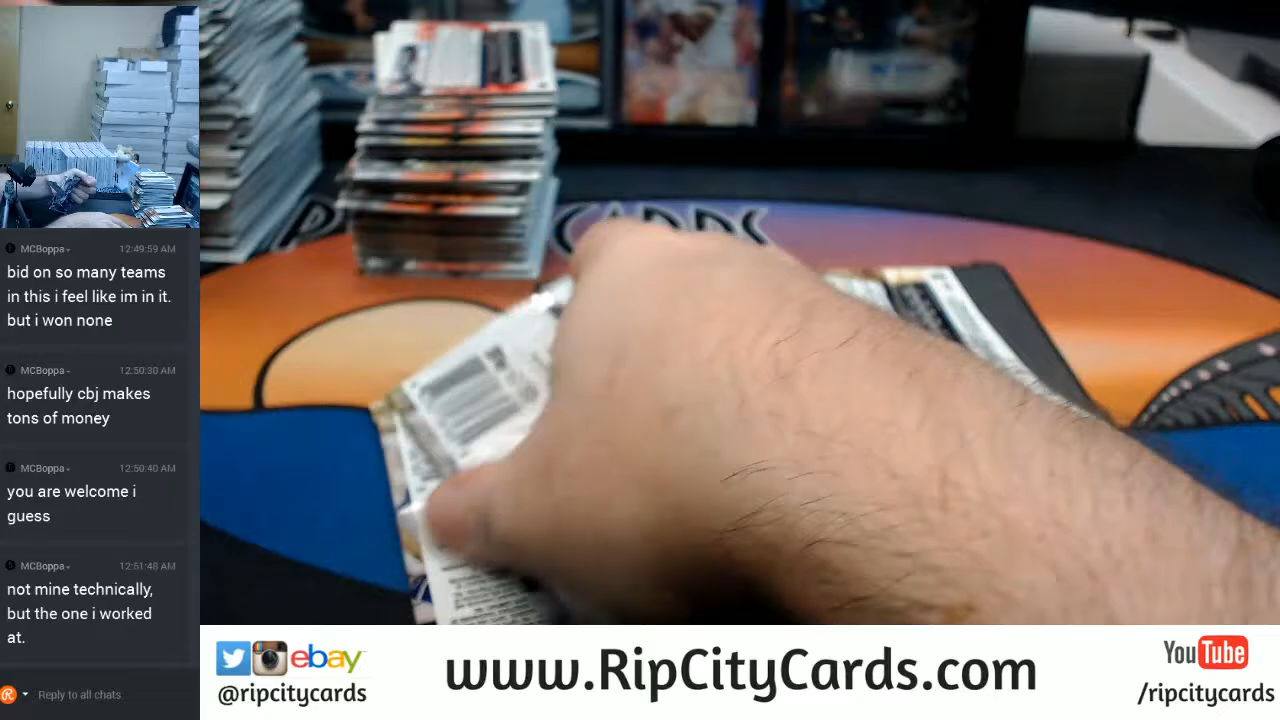 MCBoppa 12:49:59 AM
bid on so many teams
in this i feel like im in it.
but i won none
MCBoppa 12:50:30 AM
hopefully cbj makes
tons of money
MCBoppa 12:50:40 AM
you are welcome i
guess
MCBoppa 12:51:48 AM
not mine technically,
but the one i worked
at.
Reply to all chats
CARDS
ebay
@ripcitycards
www.RipCityCards.com
YouTube
/ripcitycards